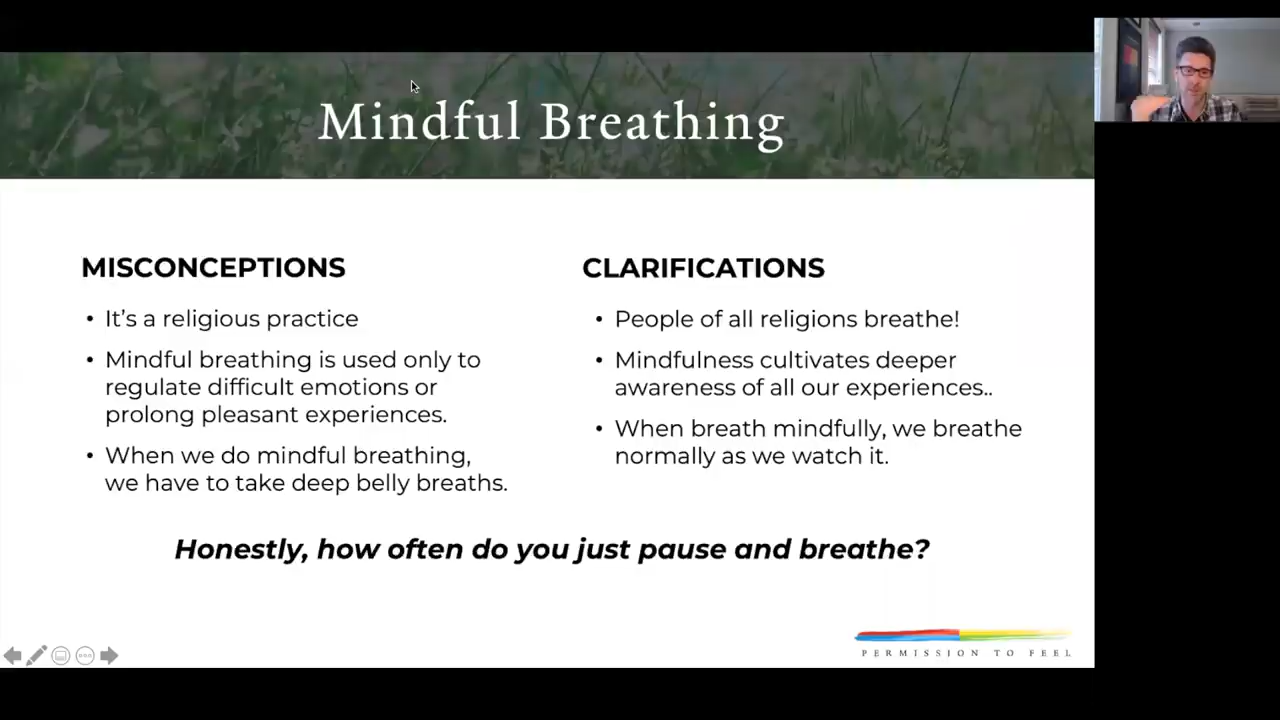 Mindful Breathing
MISCONCEPTIONS
• It's a religious practice
• Mindful breathing is used only to
regulate difficult emotions or
prolong pleasant experiences.
• When we do mindful breathing,
we have to take deep belly breaths.
CLARIFICATIONS
• People of all religions breathe!
• Mindfulness cultivates deeper
awareness of all our experiences..
• When breath mindfully, we breathe
normally as we watch it.
Honestly, how often do you just pause and breathe?
PERMISSION TO FEEL